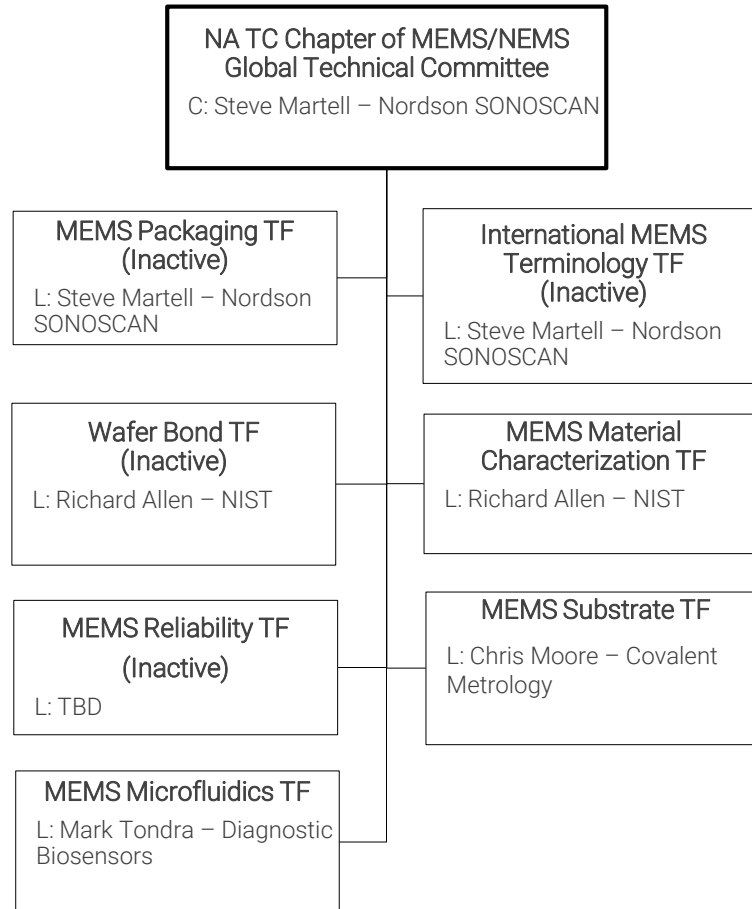 NA TC Chapter of MEMS/NEMS
Global Technical Committee
C: Steve Martell – Nordson SONOSCAN
MEMS Packaging TF
(Inactive)
L: Steve Martell – Nordson
SONOSCAN
International MEMS
Terminology TF
(Inactive)
L: Steve Martell – Nordson
SONOSCAN
Wafer Bond TF
(Inactive)
L: Richard Allen – NIST
MEMS Material
Characterization TF
L: Richard Allen – NIST
MEMS Reliability TF
(Inactive)
L: TBD
MEMS Substrate TF
L: Chris Moore – Covalent
Metrology
MEMS Microfluidics TF
L: Mark Tondra – Diagnostic
Biosensors